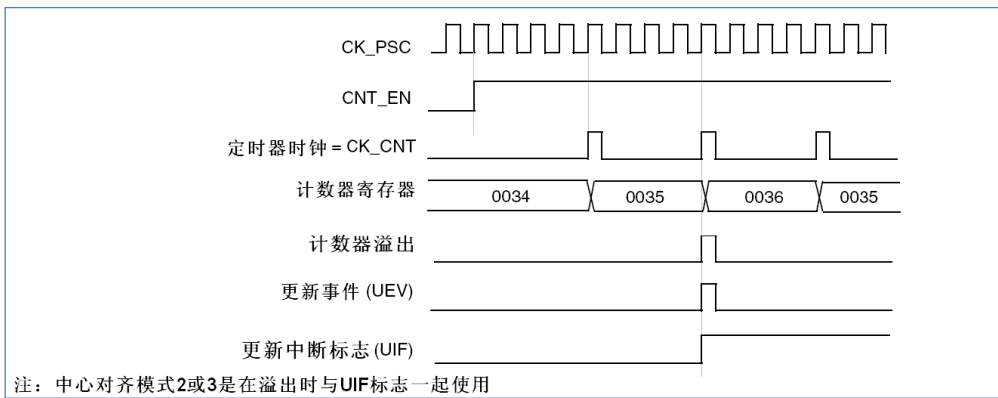 CK_PSC
CNT_EN
定时器时钟 = CK_CNT
计数器寄存器 0034 0035 0036 0035
计数器溢出
更新事件 (UEV)
更新中断标志 (UIF)
注：中心对齐模式2或3是在溢出时与UIF标志一起使用